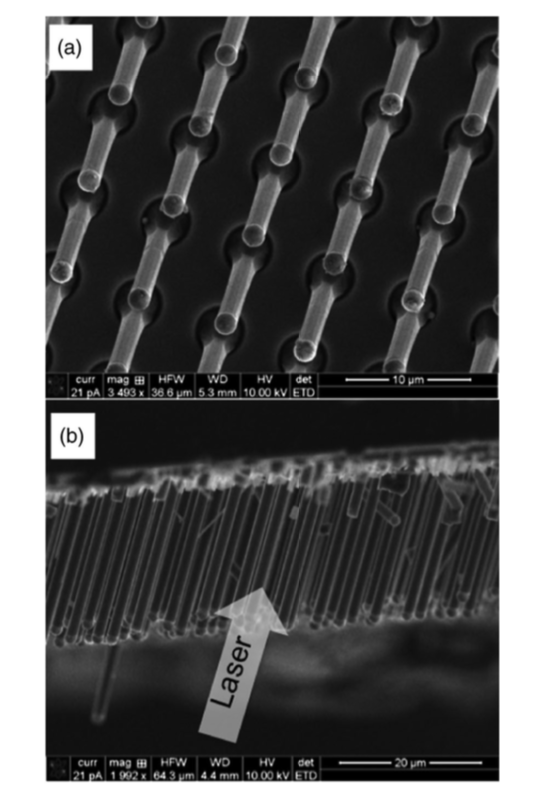 (a)
curr mag HFW WD HV det
21 pA 3 493 x 36.6 µm 5.3 mm 10.00 kV ETD
10 µm
(b)
Laser
curr mag HFW WD HV det
21 pA 1 992 x 64.3 µm 4.4 mm 10.00 kV ETD
20 µm